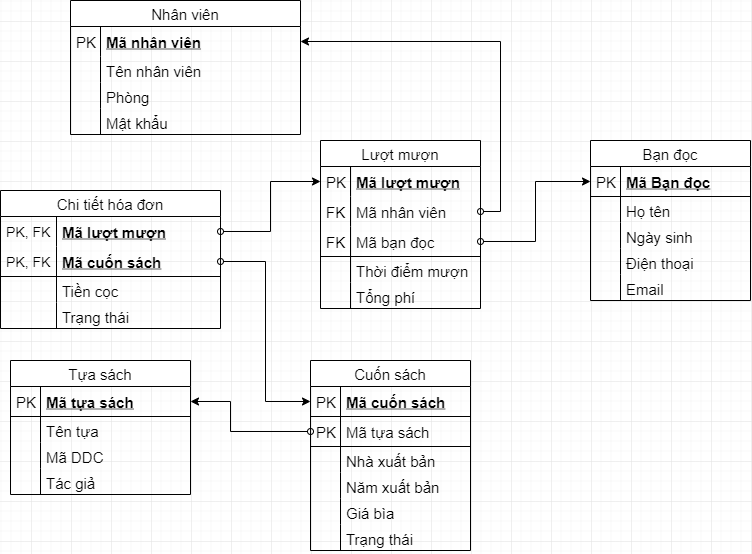 Nhân viên
PK Mã nhân viên
Tên nhân viên
Phòng
Mật khẩu
Lượt mượn
PK Mã lượt mượn
FK Mã nhân viên
FK Mã bạn đọc
Thời điểm mượn
Tổng phí
Bạn đọc
PK Mã Bạn đọc
Họ tên
Ngày sinh
Điện thoại
Email
Chi tiết hóa đơn
PK, FK Mã lượt mượn
PK, FK Mã cuốn sách
Tiền cọc
Trạng thái
Tựa sách
PK Mã tựa sách
Tên tựa
Mã DDC
Tác giả
Cuốn sách
PK Mã cuốn sách
PK Mã tựa sách
Nhà xuất bản
Năm xuất bản
Giá bìa
Trạng thái